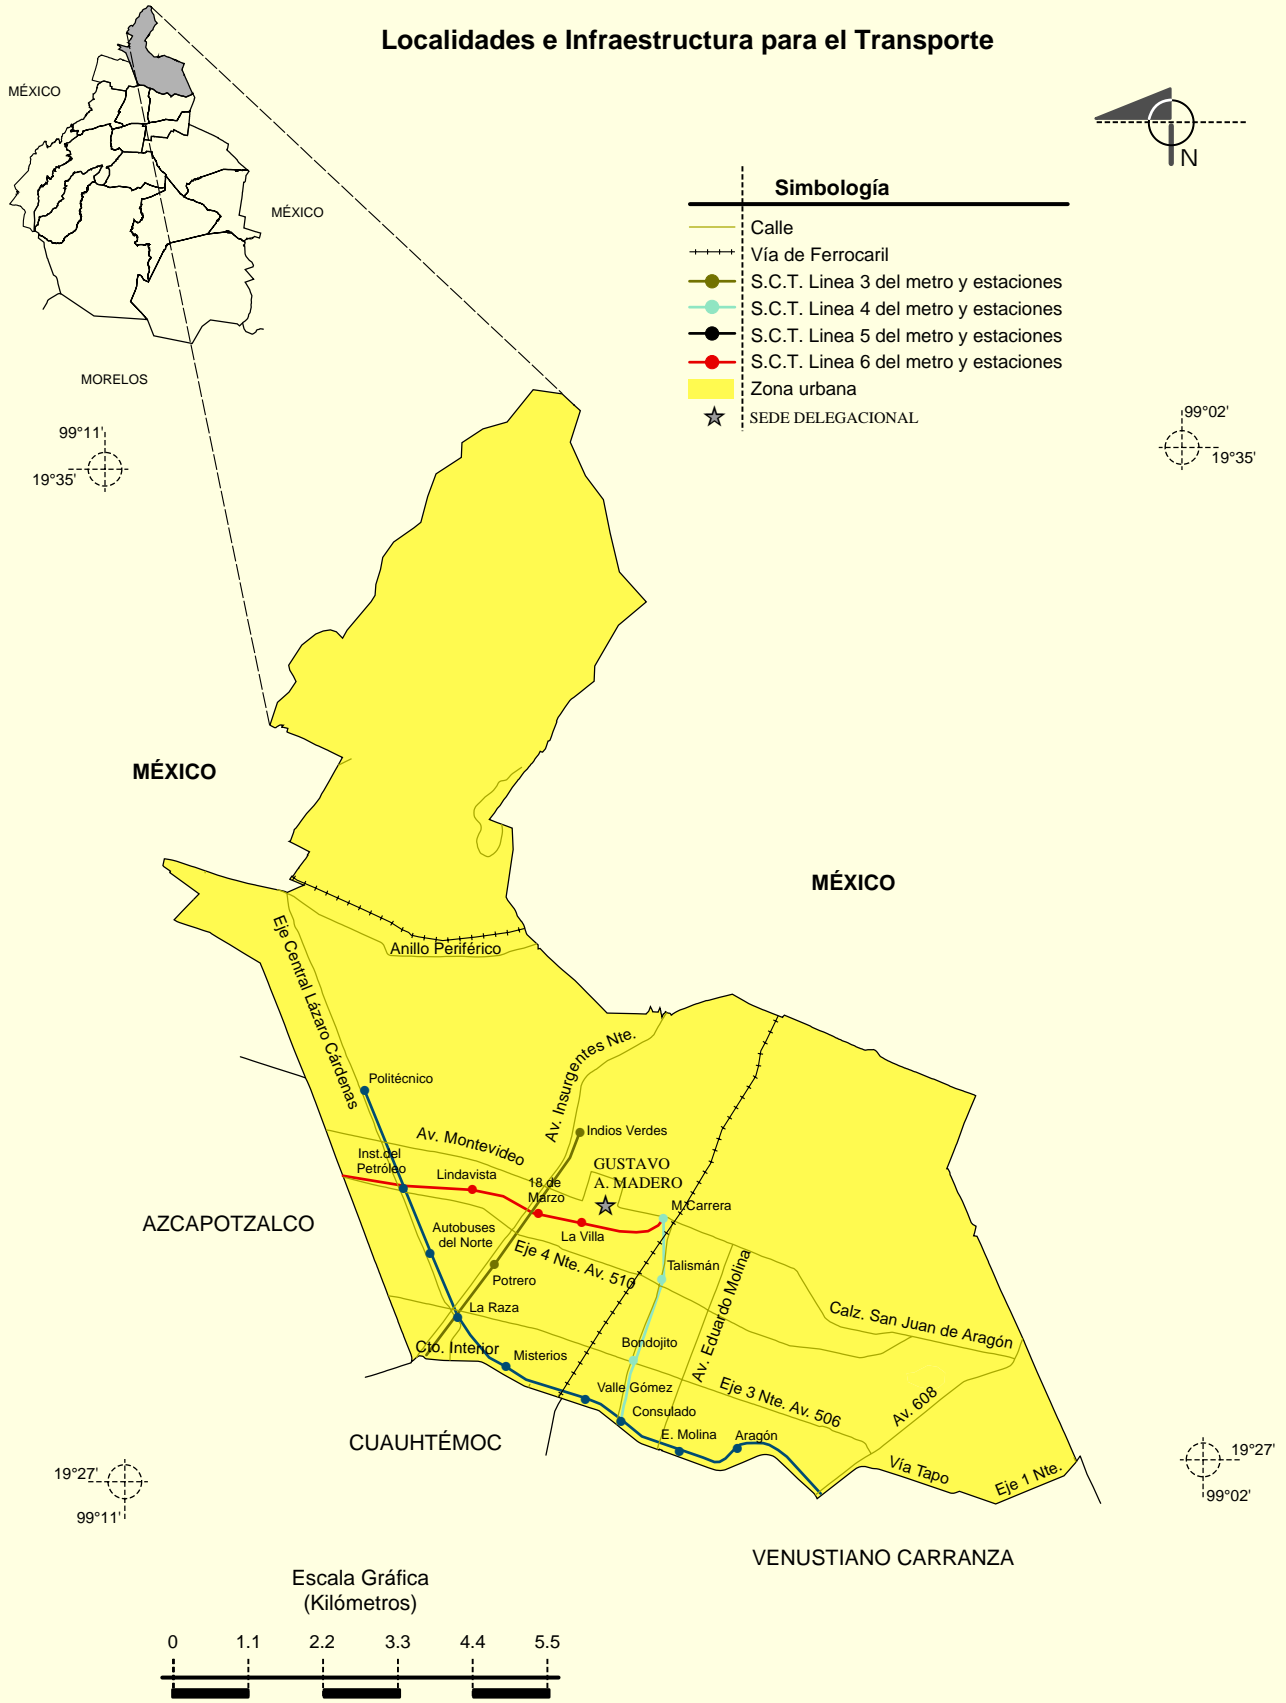 Localidades e Infraestructura para el Transporte
MÉXICO
MÉXICO
MORELOS
N
Simbología
Calle
Vía de Ferrocaril
S.C.T. Linea 3 del metro y estaciones
S.C.T. Linea 4 del metro y estaciones
S.C.T. Linea 5 del metro y estaciones
S.C.T. Linea 6 del metro y estaciones
Zona urbana
SEDE DELEGACIONAL
99°11'
19°35'
99°02'
19°35'
MÉXICO
MÉXICO
Anillo Periférico
Eje Central Lázaro Cárdenas
Av. Insurgentes Nte.
Politécnico
Indios Verdes
Av. Montevideo
Inst.del
Petróleo
Lindavista
18 de
Marzo
GUSTAVO
A. MADERO
M.Carrera
La Villa
AZCAPOTZALCO
Autobuses
del Norte
Eje 4 Nte. Av. 510
Talismán
Potrero
Av. Eduardo Molina
La Raza
Calz. San Juan de Aragón
Cto. Interior
Misterios
Bondojito
Valle Gómez
Eje 3 Nte. Av. 506
Av. 608
Consulado
E. Molina
Aragón
CUAUHTÉMOC
Vía Tapo
Eje 1 Nte.
19°27'
99°11'
19°27'
99°02'
VENUSTIANO CARRANZA
Escala Gráfica
(Kilómetros)
0 1.1 2.2 3.3 4.4 5.5